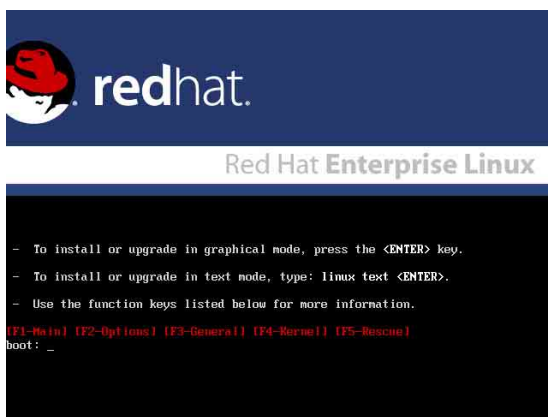 redhat.
Red Hat Enterprise Linux
- To install or upgrade in graphical mode, press the <ENTER> key.
- To install or upgrade in text mode, type: linux text <ENTER>.
- Use the function keys listed below for more information.
[F1-Main] [F2-Options] [F3-General] [F4-Kernel] [F5-Rescue]
boot: _